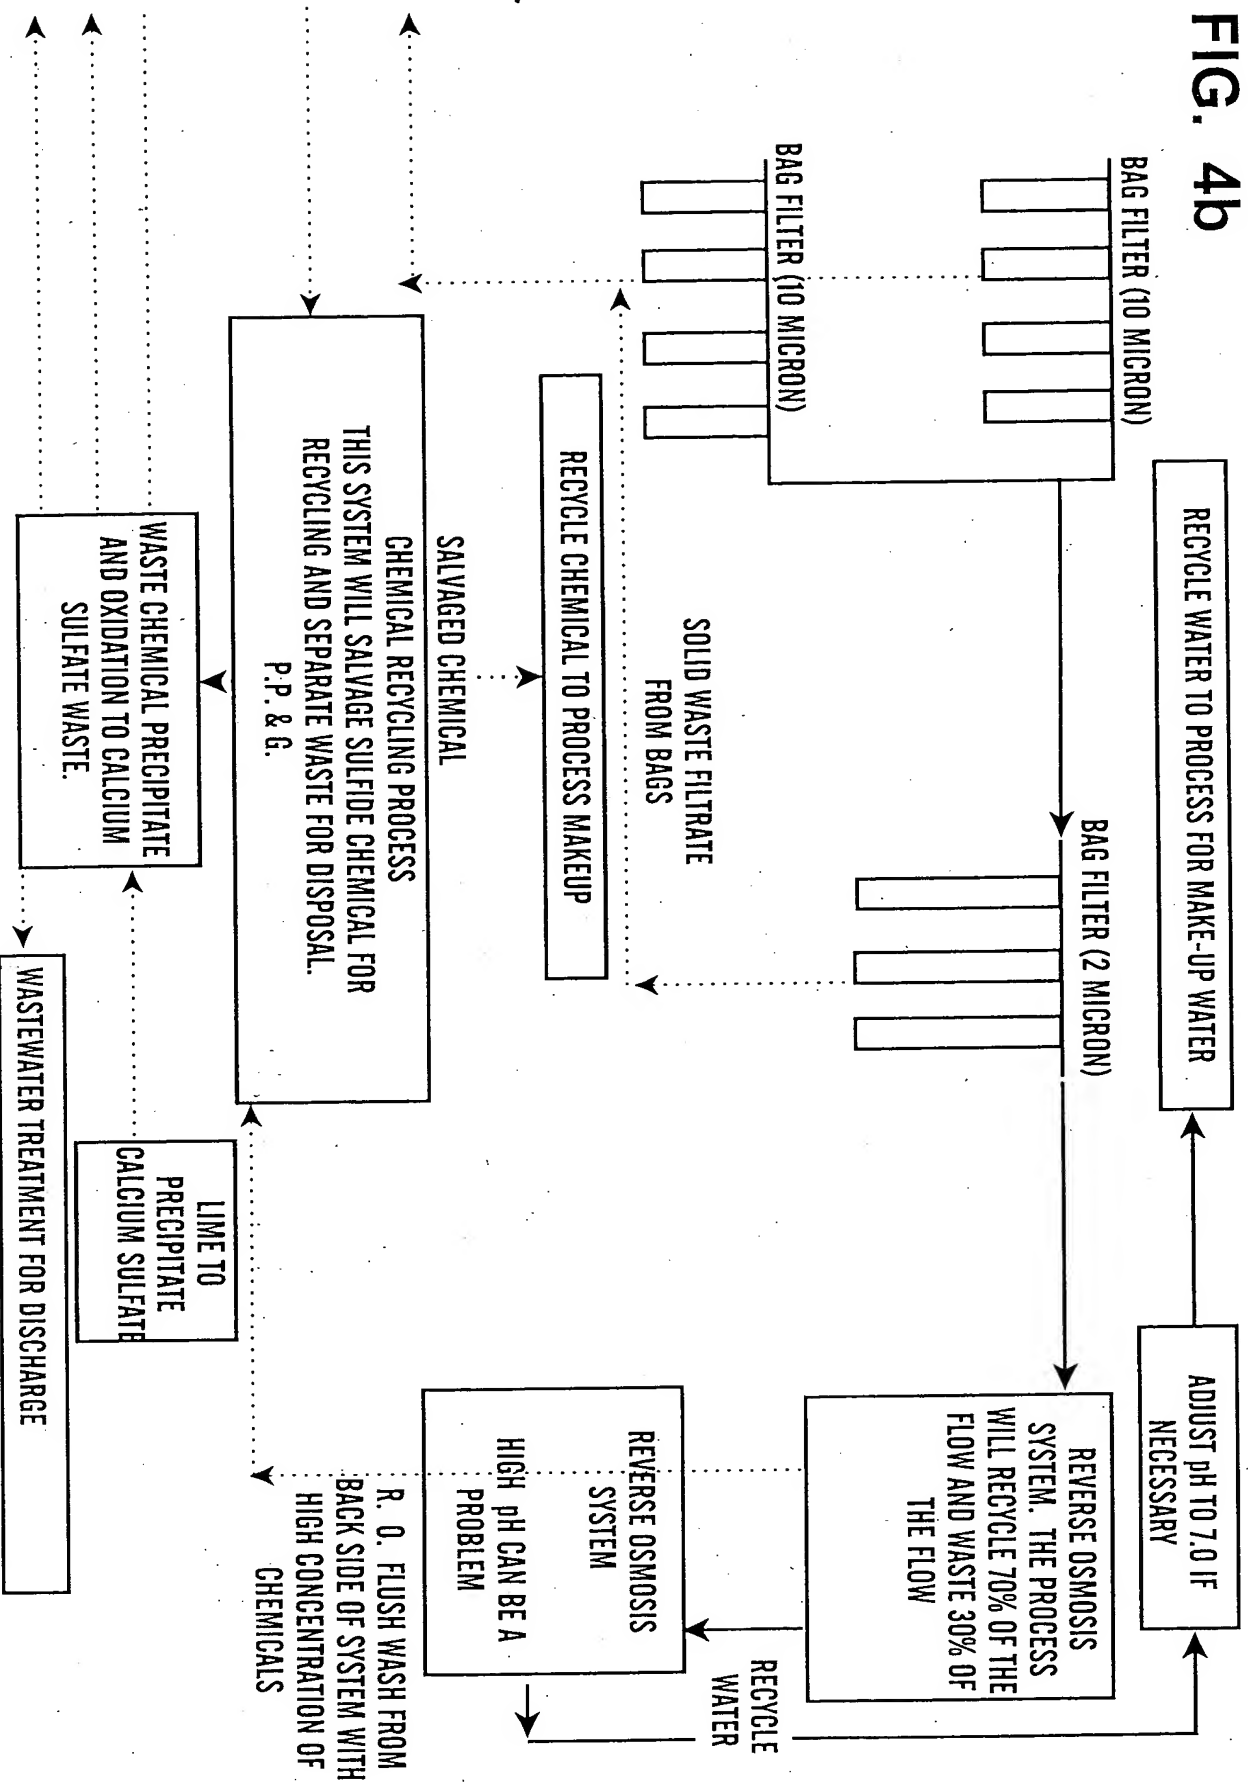 FIG. 4b
RECYCLE WATER TO PROCESS FOR MAKE-UP WATER
ADJUST pH TO 7.0 IF
NECESSARY
BAG FILTER (10 MICRON)
BAG FILTER (2 MICRON)
REVERSE OSMOSIS
SYSTEM. THE PROCESS
WILL RECYCLE 70% OF THE
FLOW AND WASTE 30% OF
THE FLOW
BAG FILTER (10 MICRON)
RECYCLE
WATER
SOLID WASTE FILTRATE
FROM BAGS
REVERSE OSMOSIS
SYSTEM
HIGH pH CAN BE A
PROBLEM
RECYCLE CHEMICAL TO PROCESS MAKEUP
SALVAGED CHEMICAL
CHEMICAL RECYCLING PROCESS
THIS SYSTEM WILL SALVAGE SULFIDE CHEMICAL FOR
RECYCLING AND SEPARATE WASTE FOR DISPOSAL.
P.P. & G.
R. O. FLUSH WASH FROM
BACK SIDE OF SYSTEM WITH
HIGH CONCENTRATION OF
CHEMICALS
LIME TO
PRECIPITATE
CALCIUM SULFATE
WASTE CHEMICAL PRECIPITATE
AND OXIDATION TO CALCIUM
SULFATE WASTE.
WASTEWATER TREATMENT FOR DISCHARGE